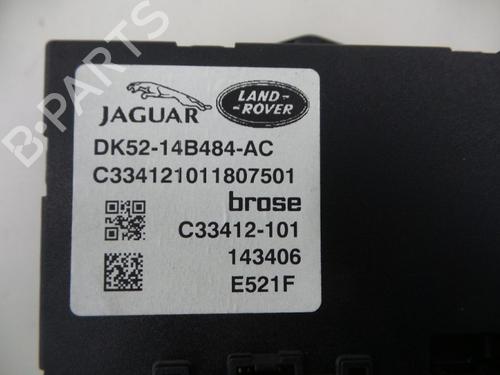 JAGUAR
LAND-
-ROVER
DK52-14B484-AC
C334121011807501
brose
C33412-101
143406
E521F
B-PARTS